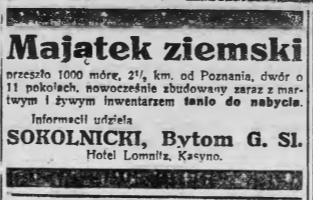 Majątek ziemski
przeszło 1000 mórg, 2½ km. od Poznania, dwór o
11 pokojach, nowocześnie zbudowany zaraz z mar-
twym i żywym inwentarzem tanio do nabycia.
Informacji udziela
SOKOLNICKI, Bytom G. Sl.
Hotel Lomnitz, Kasyno.